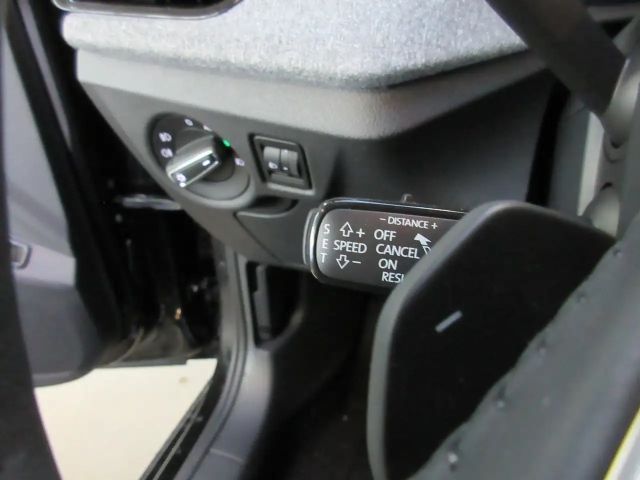 - DISTANCE +
S
E
T
+
SPEED
-
OFF
CANCEL
ON
-